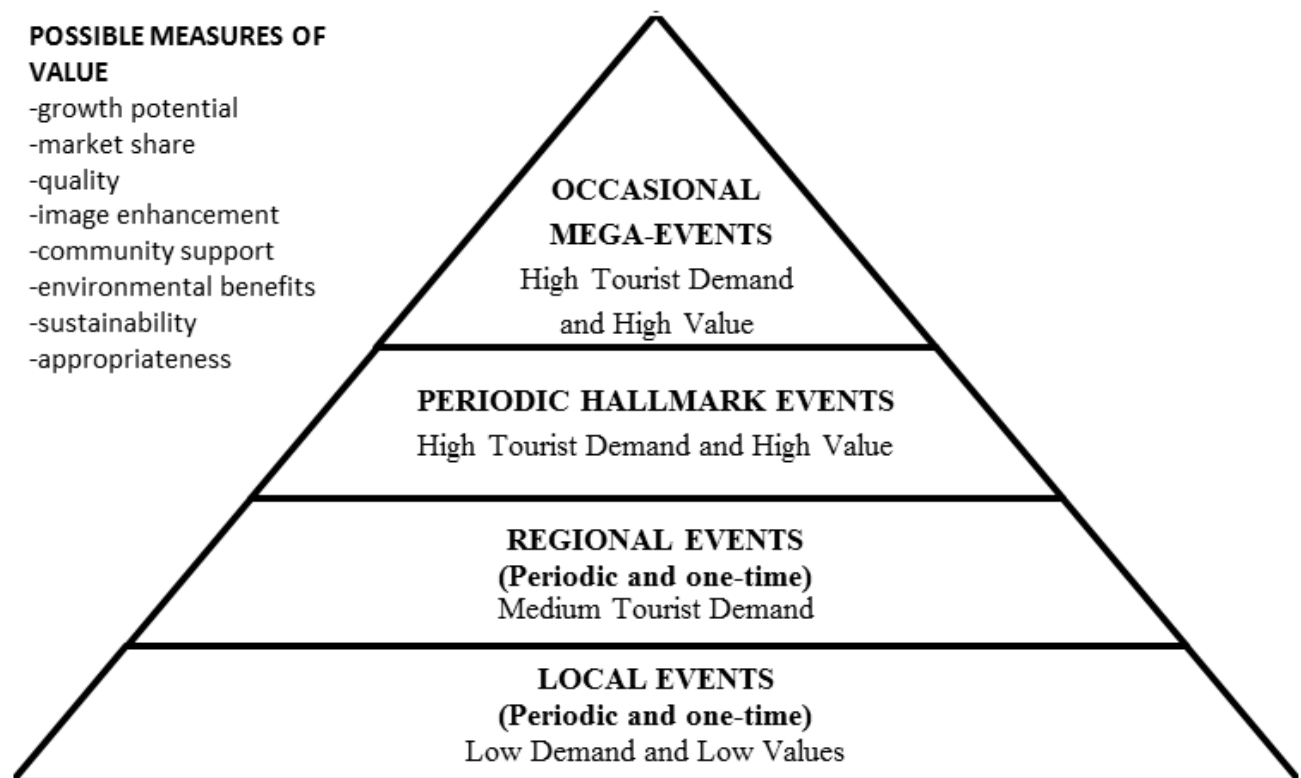 POSSIBLE MEASURES OF
VALUE
-growth potential
-market share
-quality
-image enhancement
-community support
-environmental benefits
-sustainability
-appropriateness
OCCASIONAL
MEGA-EVENTS
High Tourist Demand
and High Value
PERIODIC HALLMARK EVENTS
High Tourist Demand and High Value
REGIONAL EVENTS
(Periodic and one-time)
Medium Tourist Demand
LOCAL EVENTS
(Periodic and one-time)
Low Demand and Low Values